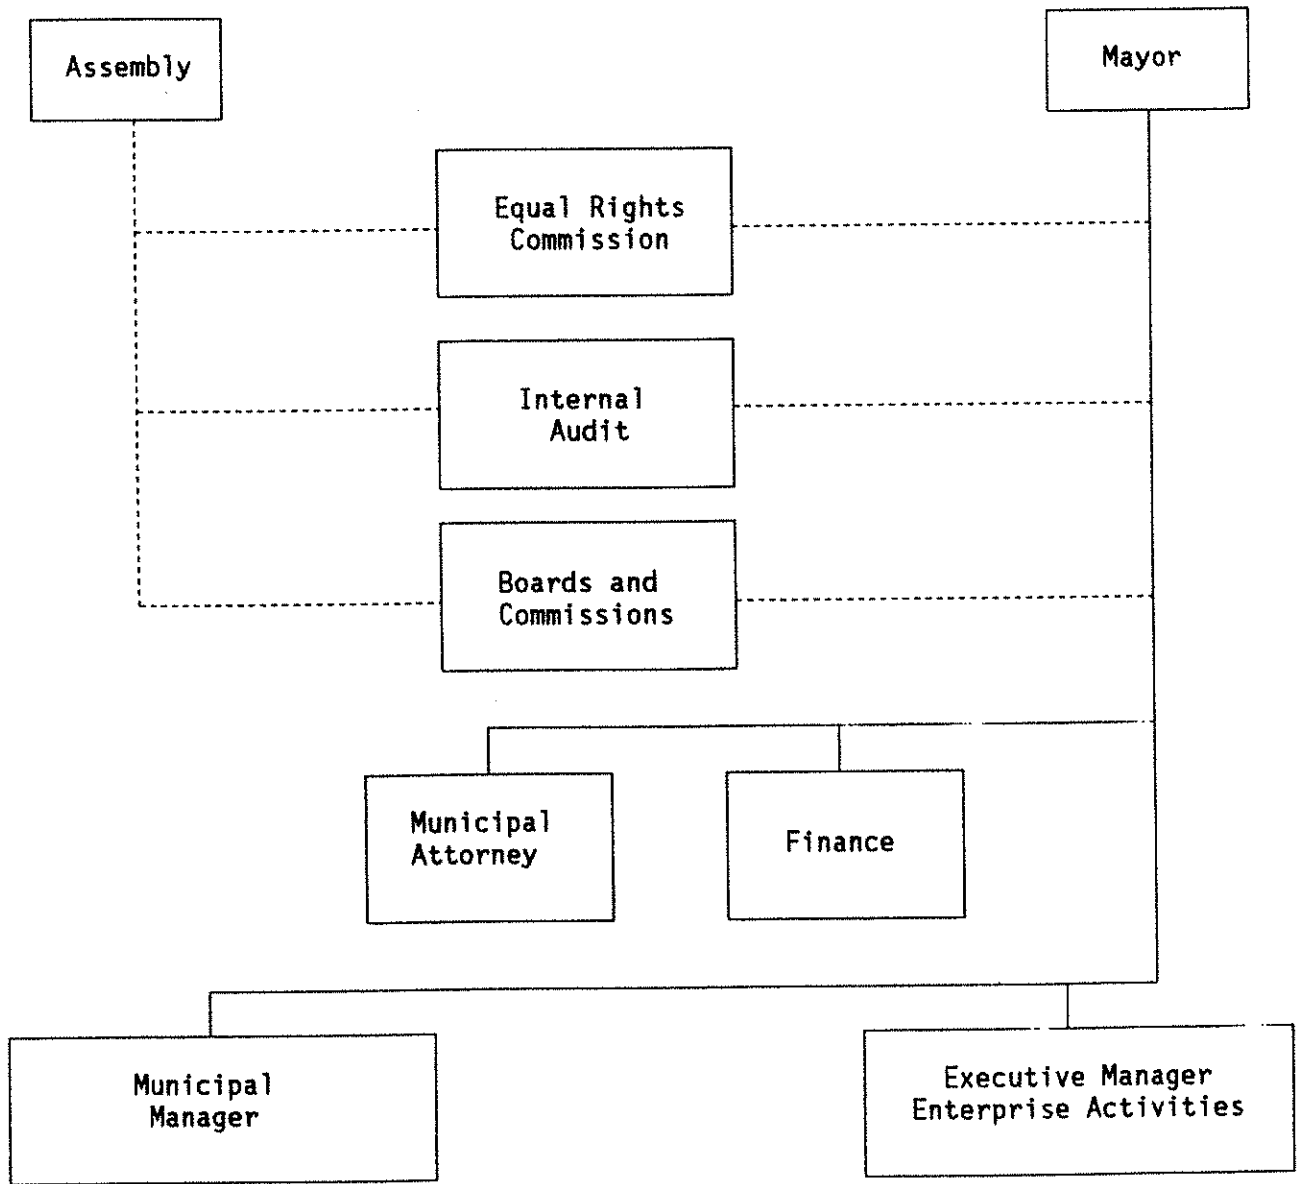 Assembly
Mayor
Equal Rights
Commission
Internal
Audit
Boards and
Commissions
Municipal
Attorney
Finance
Municipal
Manager
Executive Manager
Enterprise Activities